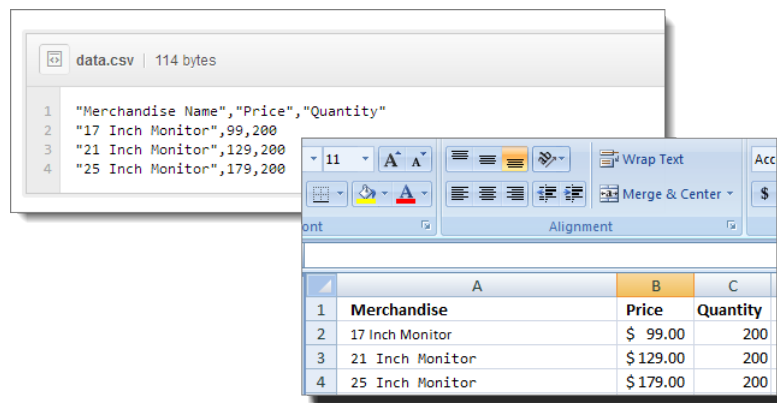 data.csv | 114 bytes
1 "Merchandise Name","Price","Quantity"
2 "17 Inch Monitor",99,200
3 "21 Inch Monitor",129,200
4 "25 Inch Monitor",179,200
11 A A Wrap Text Acc
A Merge & Center $
ont Alignment
A B C
1 Merchandise Price Quantity
2 17 Inch Monitor $ 99.00 200
3 21 Inch Monitor $129.00 200
4 25 Inch Monitor $179.00 200